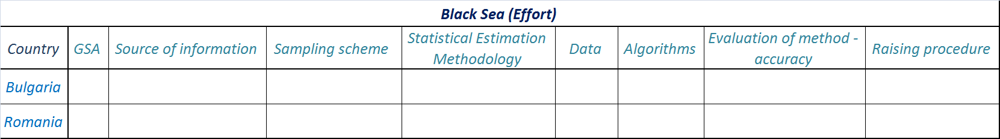 Black Sea (Effort)
Country GSA Source of information Sampling scheme Statistical Estimation Methodology Data Algorithms Evaluation of method - accuracy Raising procedure
Bulgaria
Romania